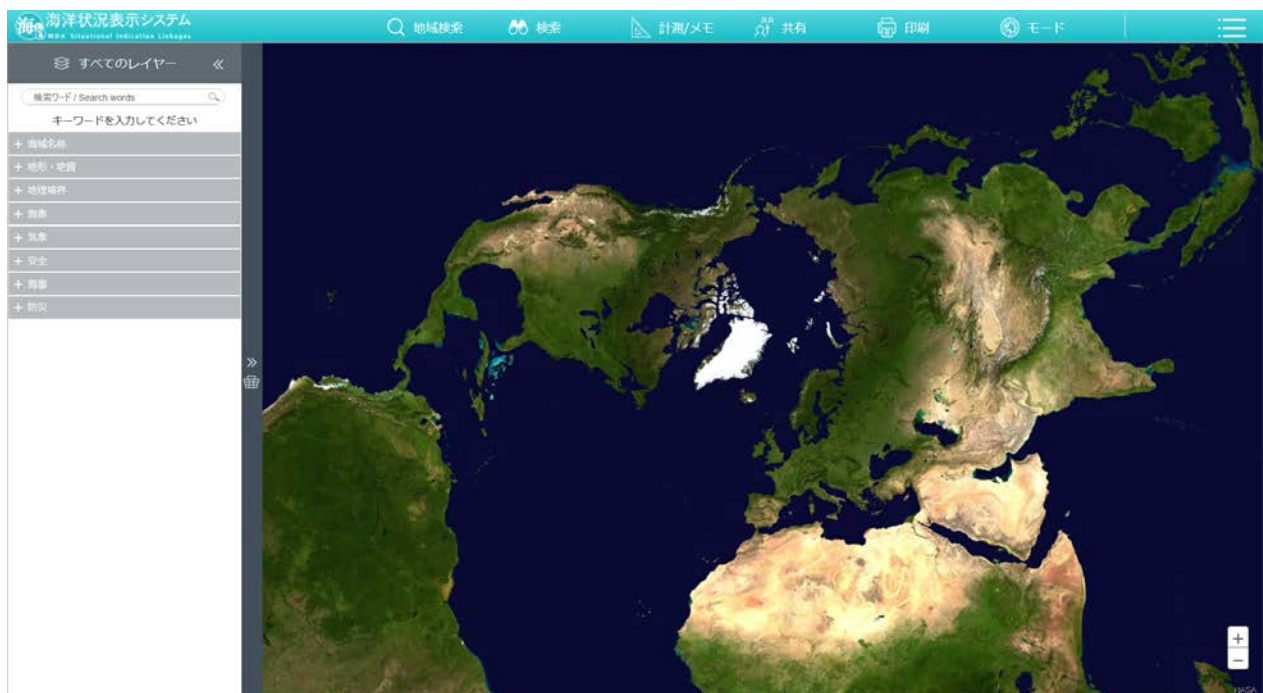 海洋状況表示システム
MDA Situational Indication Linkages
地域検索 検索 計測/メモ 共有 印刷 モード
すべてのレイヤー
検索ワード / Search words
キーワードを入力してください
+ 海域名称
+ 地形・地質
+ 地理境界
+ 海象
+ 気象
+ 安全
+ 海事
+ 防災
+
−
NASA